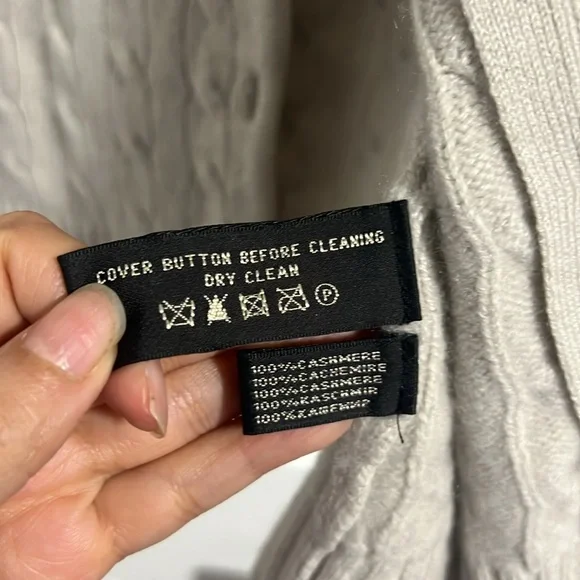 COVER BUTTON BEFORE CLEANING
DRY CLEAN
P
100%CASHMERE
100%CACHEMIRE
100%CASHMERE
100%KASCHMIR